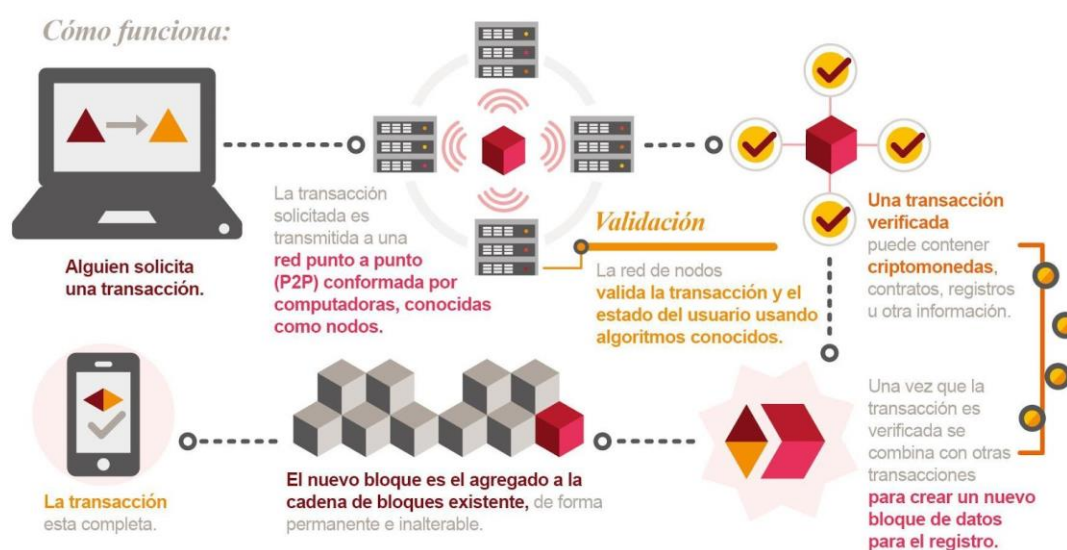 Cómo funciona:
Alguien solicita
una transacción.
La transacción
solicitada es
transmitida a una
red punto a punto
(P2P) conformada por
computadoras, conocidas
como nodos.
Validación
La red de nodos
valida la transacción y el
estado del usuario usando
algoritmos conocidos.
Una transacción
verificada
puede contener
criptomonedas,
contratos, registros
u otra información.
Una vez que la
transacción es
verificada se
combina con otras
transacciones
para crear un nuevo
bloque de datos
para el registro.
El nuevo bloque es el agregado a la
cadena de bloques existente, de forma
permanente e inalterable.
La transacción
esta completa.